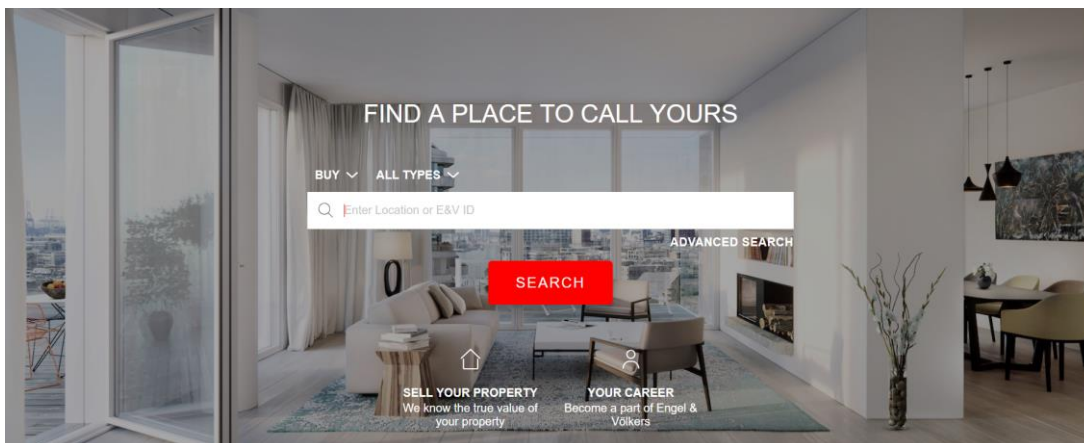 FIND A PLACE TO CALL YOURS
BUY ALL TYPES
Enter Location or E&V ID
ADVANCED SEARCH
SEARCH
SELL YOUR PROPERTY
We know the true value of
your property
YOUR CAREER
Become a part of Engel &
Völkers